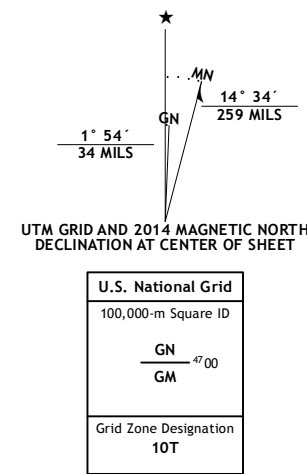 ★
MN
GN
1° 54´
34 MILS
14° 34´
259 MILS
UTM GRID AND 2014 MAGNETIC NORTH
DECLINATION AT CENTER OF SHEET
U.S. National Grid
100,000-m Square ID
GN
4700
GM
Grid Zone Designation
10T